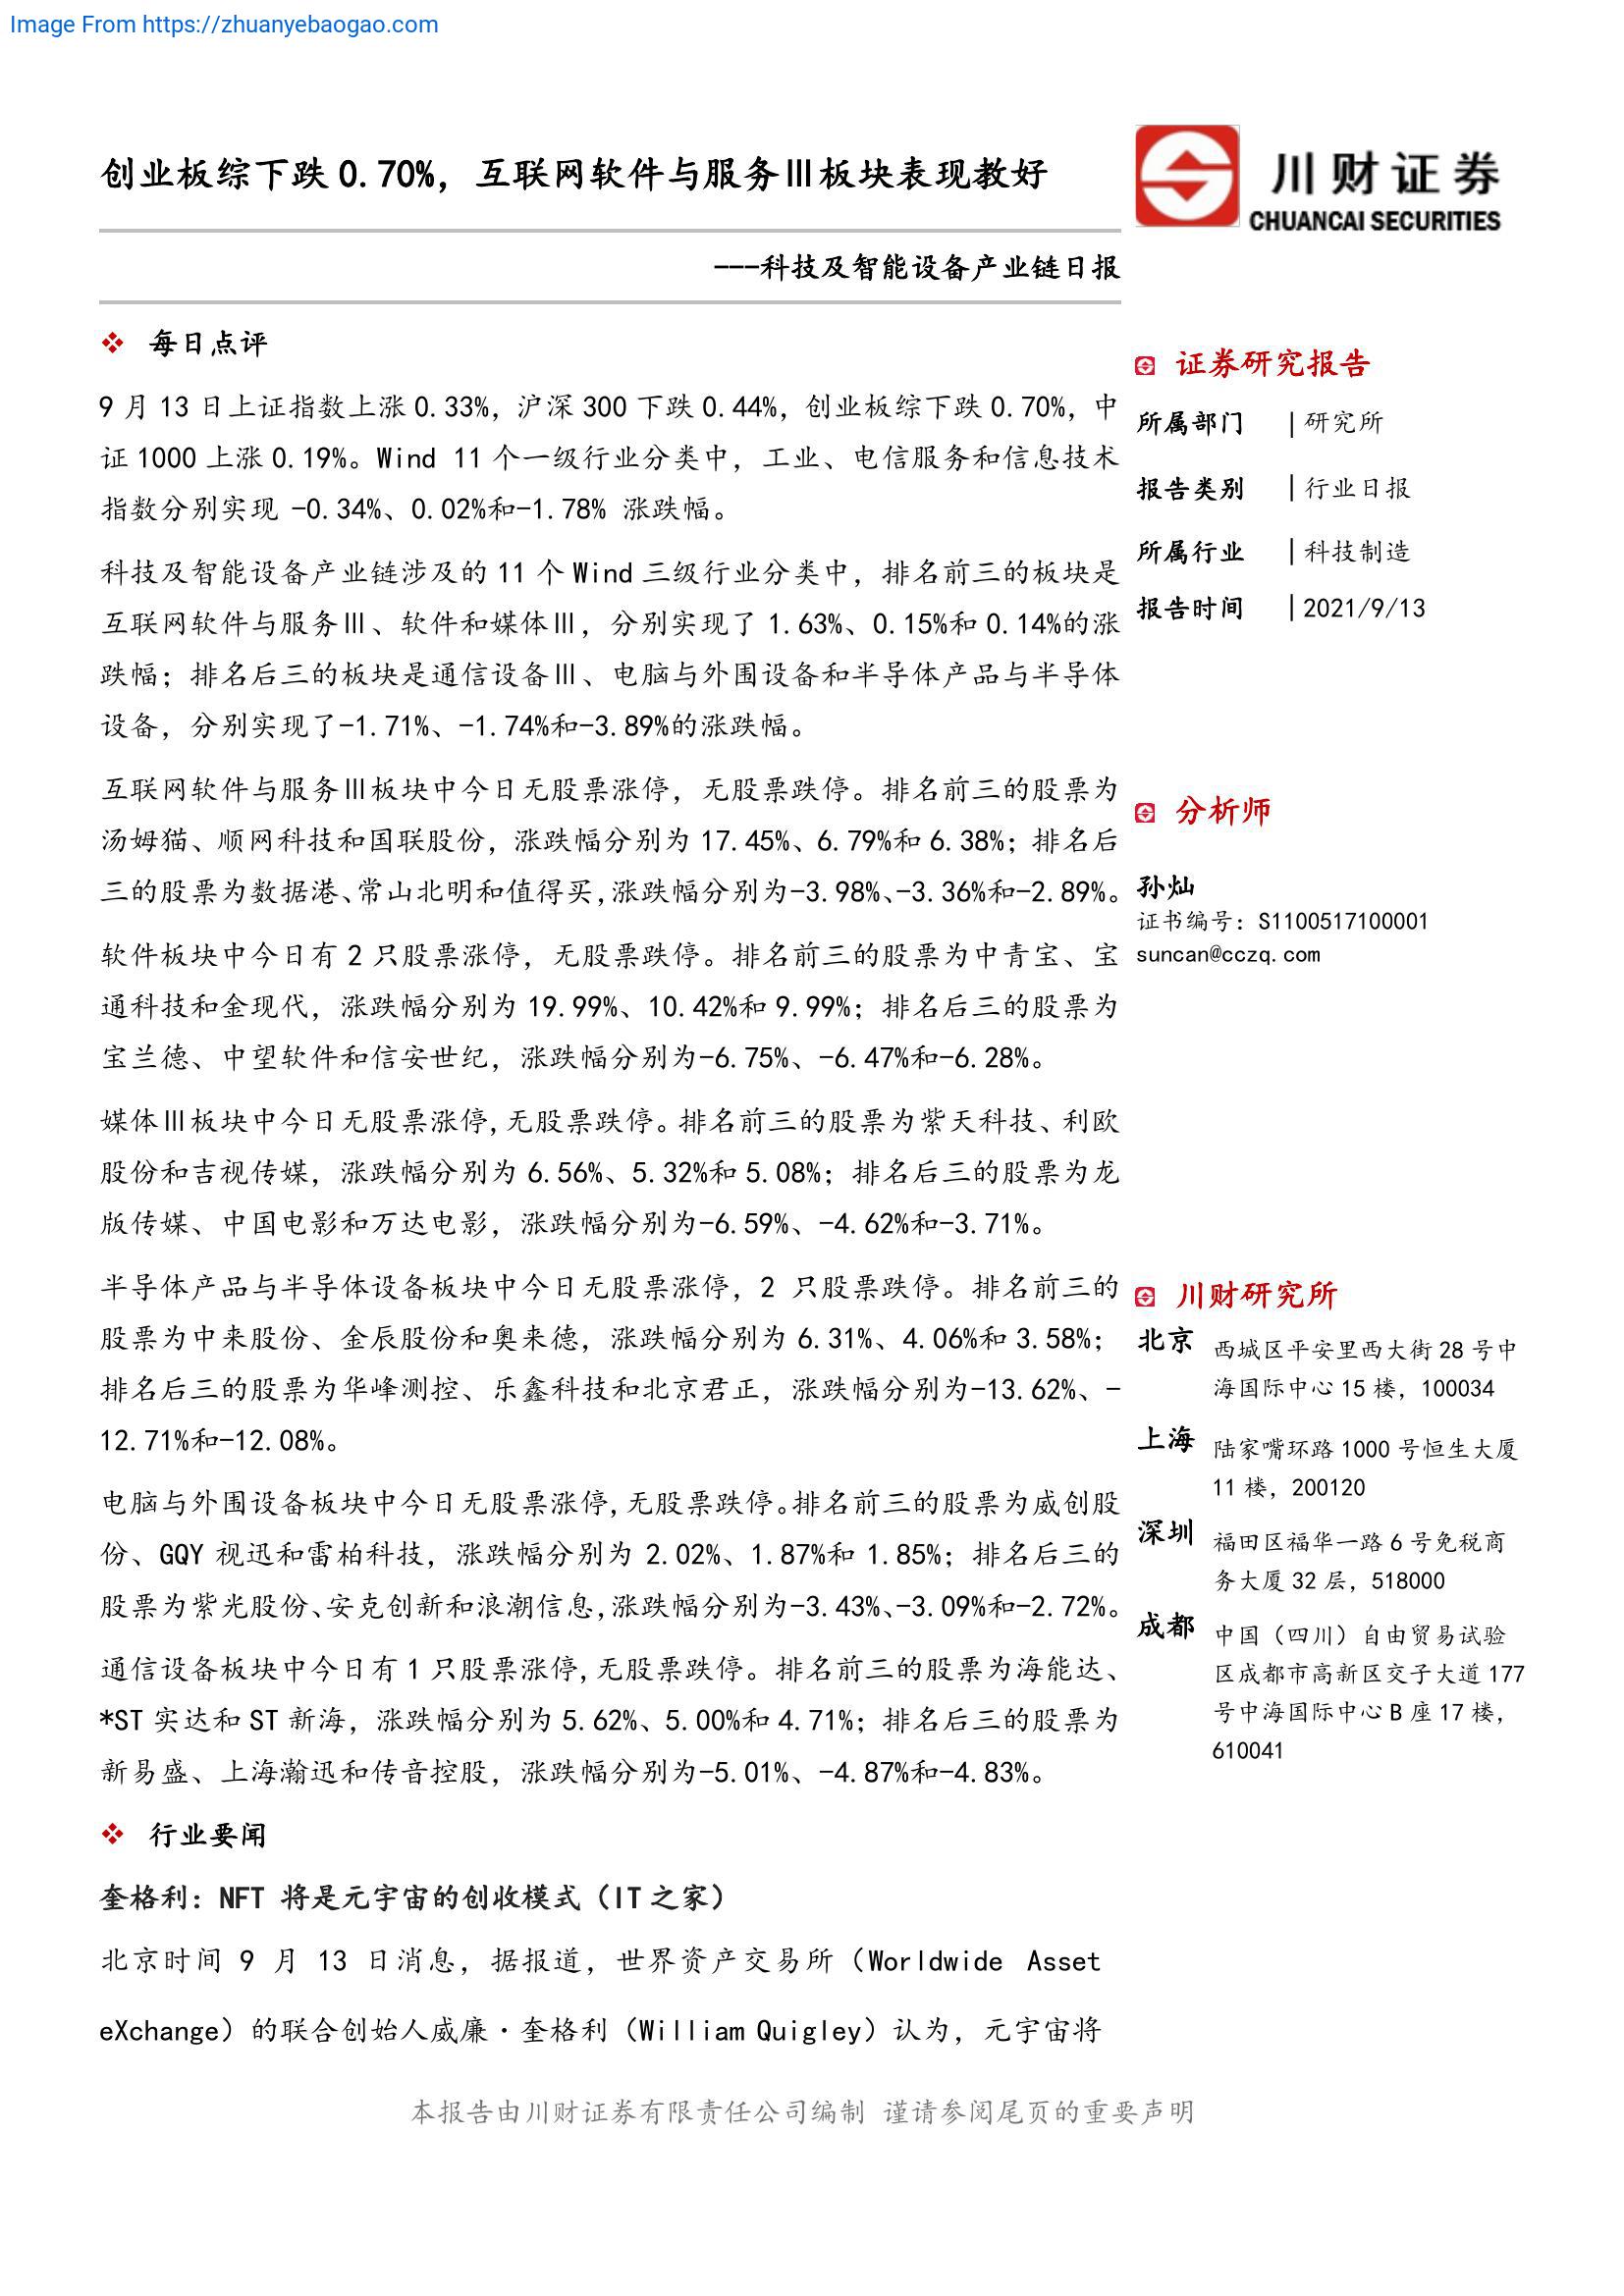 Image From https://zhuanyebaogao.com
创业板综下跌 0.70%，互联网软件与服务Ⅲ板块表现教好
---科技及智能设备产业链日报
川财证券
CHUANCAI SECURITIES
❖ 每日点评
9 月 13 日上证指数上涨 0.33%，沪深 300 下跌 0.44%，创业板综下跌 0.70%，中
证 1000 上涨 0.19%。Wind 11 个一级行业分类中，工业、电信服务和信息技术
指数分别实现 -0.34%、0.02%和-1.78% 涨跌幅。
科技及智能设备产业链涉及的 11 个 Wind 三级行业分类中，排名前三的板块是
互联网软件与服务Ⅲ、软件和媒体Ⅲ，分别实现了 1.63%、0.15%和 0.14%的涨
跌幅；排名后三的板块是通信设备Ⅲ、电脑与外围设备和半导体产品与半导体
设备，分别实现了-1.71%、-1.74%和-3.89%的涨跌幅。
互联网软件与服务Ⅲ板块中今日无股票涨停，无股票跌停。排名前三的股票为
汤姆猫、顺网科技和国联股份，涨跌幅分别为 17.45%、6.79%和 6.38%；排名后
三的股票为数据港、常山北明和值得买，涨跌幅分别为-3.98%、-3.36%和-2.89%。
软件板块中今日有 2 只股票涨停，无股票跌停。排名前三的股票为中青宝、宝
通科技和金现代，涨跌幅分别为 19.99%、10.42%和 9.99%；排名后三的股票为
宝兰德、中望软件和信安世纪，涨跌幅分别为-6.75%、-6.47%和-6.28%。
媒体Ⅲ板块中今日无股票涨停，无股票跌停。排名前三的股票为紫天科技、利欧
股份和吉视传媒，涨跌幅分别为 6.56%、5.32%和 5.08%；排名后三的股票为龙
版传媒、中国电影和万达电影，涨跌幅分别为-6.59%、-4.62%和-3.71%。
半导体产品与半导体设备板块中今日无股票涨停，2 只股票跌停。排名前三的
股票为中来股份、金辰股份和奥来德，涨跌幅分别为 6.31%、4.06%和 3.58%；
排名后三的股票为华峰测控、乐鑫科技和北京君正，涨跌幅分别为-13.62%、-
12.71%和-12.08%。
电脑与外围设备板块中今日无股票涨停，无股票跌停。排名前三的股票为威创股
份、GQY 视迅和雷柏科技，涨跌幅分别为 2.02%、1.87%和 1.85%；排名后三的
股票为紫光股份、安克创新和浪潮信息，涨跌幅分别为-3.43%、-3.09%和-2.72%。
通信设备板块中今日有 1 只股票涨停，无股票跌停。排名前三的股票为海能达、
*ST 实达和 ST 新海，涨跌幅分别为 5.62%、5.00%和 4.71%；排名后三的股票为
新易盛、上海瀚迅和传音控股，涨跌幅分别为-5.01%、-4.87%和-4.83%。
❖ 行业要闻
奎格利：NFT 将是元宇宙的创收模式（IT 之家）
北京时间 9 月 13 日消息，据报道，世界资产交易所（Worldwide Asset
eXchange）的联合创始人威廉·奎格利（William Quigley）认为，元宇宙将
证券研究报告
所属部门 | 研究所
报告类别 | 行业日报
所属行业 | 科技制造
报告时间 | 2021/9/13
分析师
孙灿
证书编号：S1100517100001
suncan@cczq.com
川财研究所
北京 西城区平安里西大街 28 号中
海国际中心 15 楼，100034
上海 陆家嘴环路 1000 号恒生大厦
11 楼，200120
深圳 福田区福华一路 6 号免税商
务大厦 32 层，518000
成都 中国（四川）自由贸易试验
区成都市高新区交子大道 177
号中海国际中心 B 座 17 楼，
610041
本报告由川财证券有限责任公司编制 谨请参阅尾页的重要声明